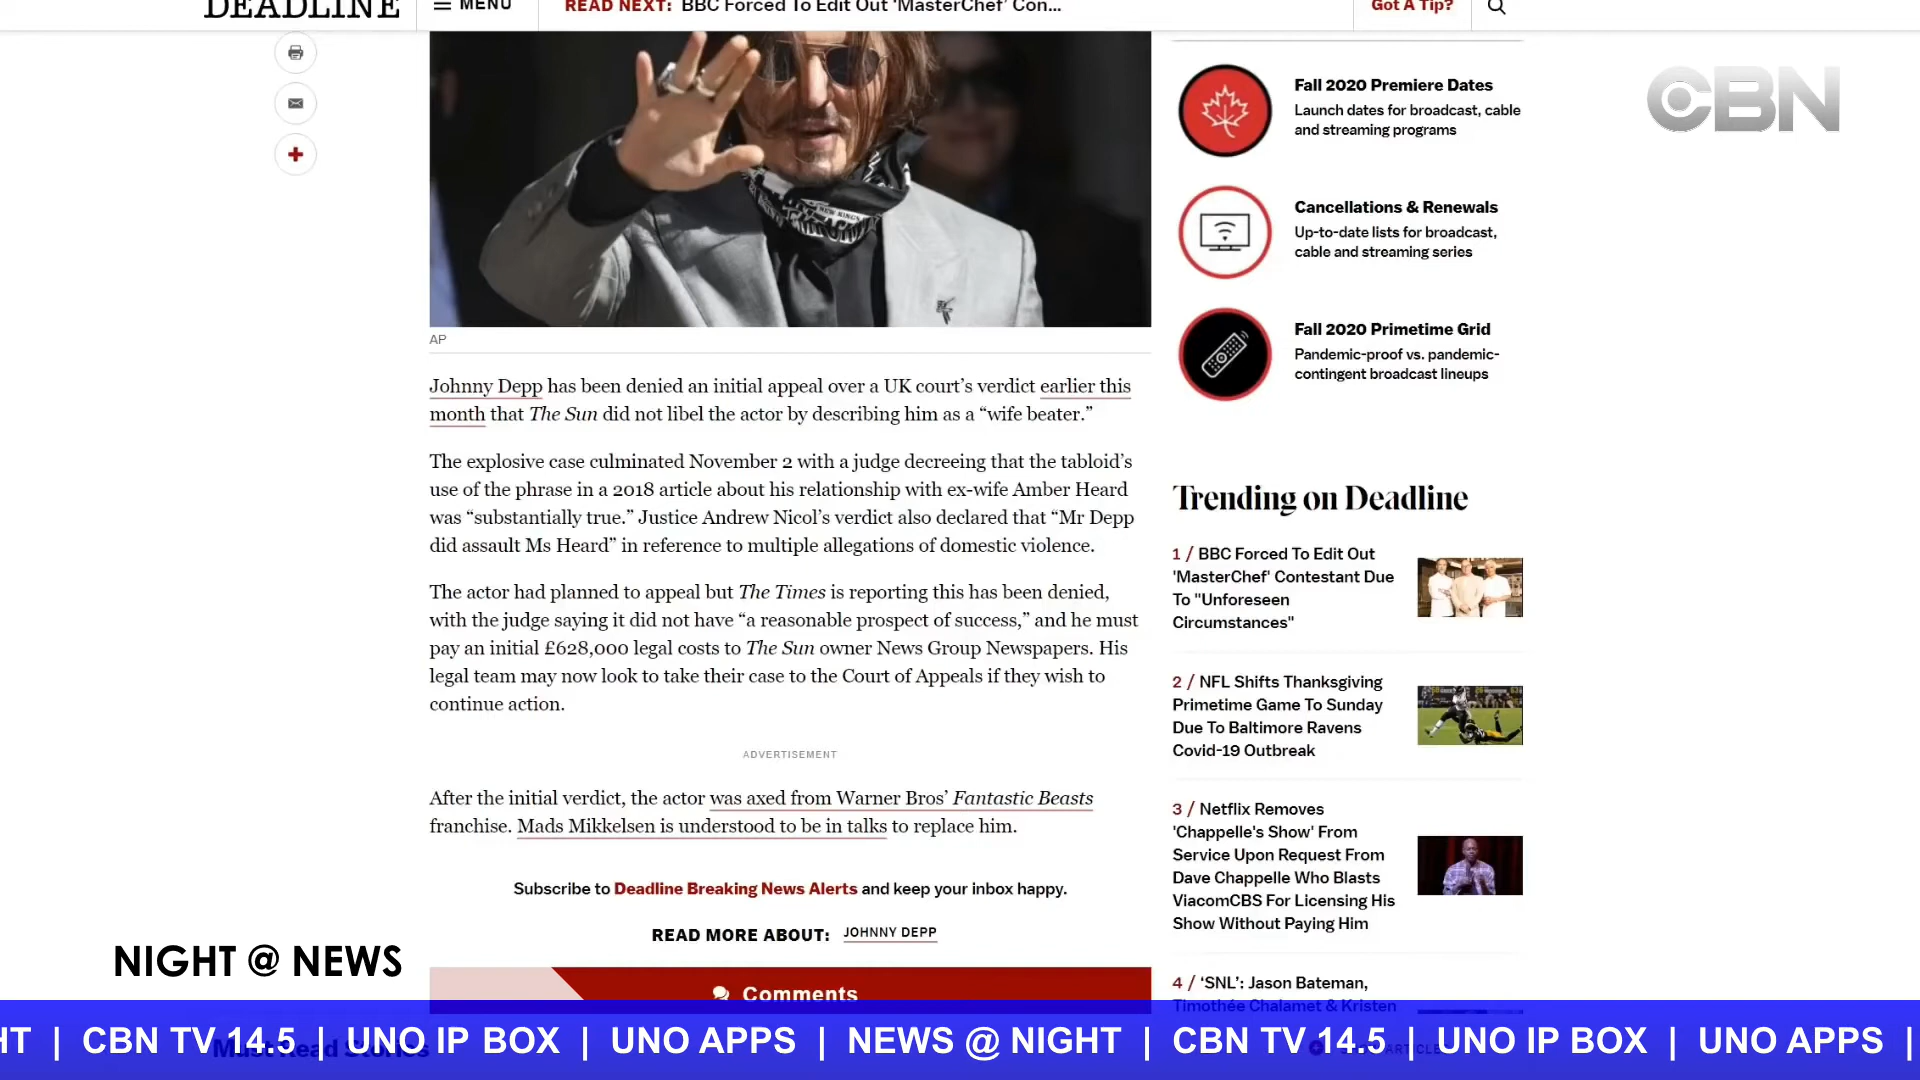 DEADLINE
MENU
READ NEXT: BBC Forced To Edit Out ‘MasterChef’ Con...
Got A Tip?
CBN
NEW KINGS
AP
Johnny Depp has been denied an initial appeal over a UK court’s verdict earlier this
month that The Sun did not libel the actor by describing him as a “wife beater.”
The explosive case culminated November 2 with a judge decreeing that the tabloid’s
use of the phrase in a 2018 article about his relationship with ex-wife Amber Heard
was “substantially true.” Justice Andrew Nicol’s verdict also declared that “Mr Depp
did assault Ms Heard” in reference to multiple allegations of domestic violence.
The actor had planned to appeal but The Times is reporting this has been denied,
with the judge saying it did not have “a reasonable prospect of success,” and he must
pay an initial £628,000 legal costs to The Sun owner News Group Newspapers. His
legal team may now look to take their case to the Court of Appeals if they wish to
continue action.
ADVERTISEMENT
After the initial verdict, the actor was axed from Warner Bros’ Fantastic Beasts
franchise. Mads Mikkelsen is understood to be in talks to replace him.
Subscribe to Deadline Breaking News Alerts and keep your inbox happy.
READ MORE ABOUT: JOHNNY DEPP
Comments
Fall 2020 Premiere Dates
Launch dates for broadcast, cable
and streaming programs
Cancellations & Renewals
Up-to-date lists for broadcast,
cable and streaming series
Fall 2020 Primetime Grid
Pandemic-proof vs. pandemic-
contingent broadcast lineups
Trending on Deadline
1 / BBC Forced To Edit Out
'MasterChef' Contestant Due
To "Unforeseen
Circumstances"
2 / NFL Shifts Thanksgiving
Primetime Game To Sunday
Due To Baltimore Ravens
Covid-19 Outbreak
3 / Netflix Removes
'Chappelle's Show' From
Service Upon Request From
Dave Chappelle Who Blasts
ViacomCBS For Licensing His
Show Without Paying Him
4 / ‘SNL’: Jason Bateman,
Timothée Chalamet & Kristen
NIGHT @ NEWS
Must Read Stories
HT | CBN TV 14.5 | UNO IP BOX | UNO APPS | NEWS @ NIGHT | CBN TV 14.5 | UNO IP BOX | UNO APPS |